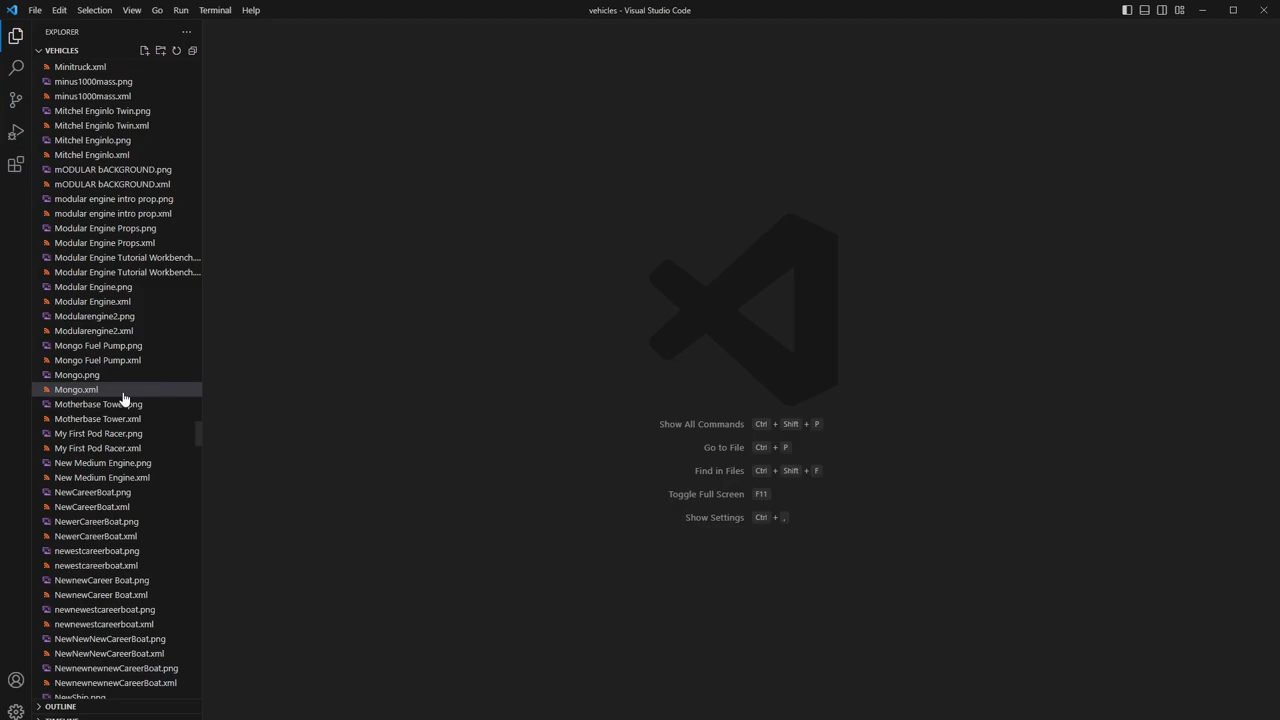 File Edit Selection View Go Run Terminal Help
vehicles - Visual Studio Code
EXPLORER
VEHICLES
Minitruck.xml
minus1000mass.png
minus1000mass.xml
Mitchel Enginlo Twin.png
Mitchel Enginlo Twin.xml
Mitchel Enginlo.png
Mitchel Enginlo.xml
mODULAR bACKGROUND.png
mODULAR bACKGROUND.xml
modular engine intro prop.png
modular engine intro prop.xml
Modular Engine Props.png
Modular Engine Props.xml
Modular Engine Tutorial Workbench....
Modular Engine Tutorial Workbench....
Modular Engine.png
Modular Engine.xml
Modularengine2.png
Modularengine2.xml
Mongo Fuel Pump.png
Mongo Fuel Pump.xml
Mongo.png
Mongo.xml
Motherbase Tower.png
Motherbase Tower.xml
My First Pod Racer.png
My First Pod Racer.xml
New Medium Engine.png
New Medium Engine.xml
NewCareerBoat.png
NewCareerBoat.xml
NewerCareerBoat.png
NewerCareerBoat.xml
newestcareerboat.png
newestcareerboat.xml
NewnewCareer Boat.png
NewnewCareer Boat.xml
newnewestcareerboat.png
newnewestcareerboat.xml
NewNewNewCareerBoat.png
NewNewNewCareerBoat.xml
NewnewnewnewCareerBoat.png
NewnewnewnewCareerBoat.xml
NewShip.png
OUTLINE
TIMELINE
Show All Commands Ctrl + Shift + P
Go to File Ctrl + P
Find in Files Ctrl + Shift + F
Toggle Full Screen F11
Show Settings Ctrl + ,